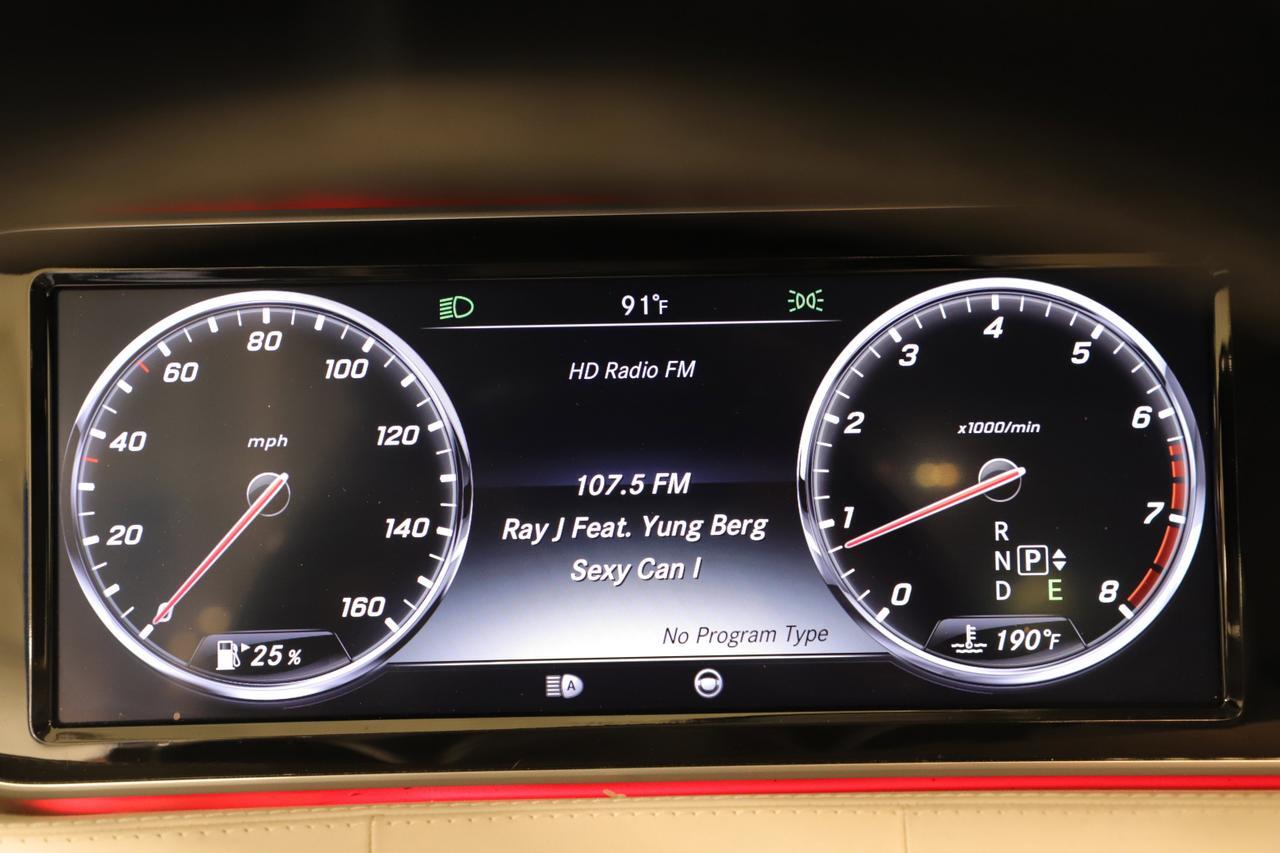 91°F
HD Radio FM
107.5 FM
Ray J Feat. Yung Berg
Sexy Can I
No Program Type
A
mph
0
20
40
60
80
100
120
140
160
25 %
x1000/min
0
1
2
3
4
5
6
7
8
R
N P
D E
190°F